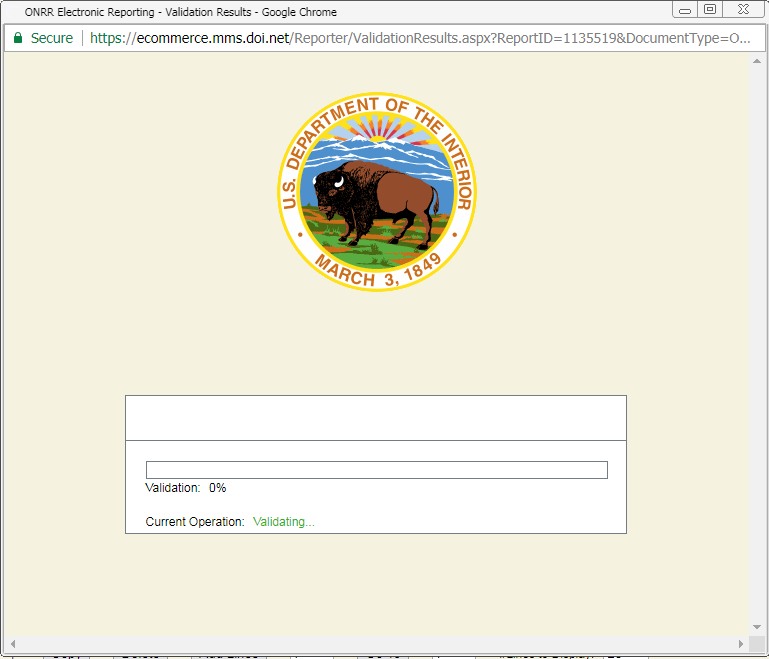 ONRR Electronic Reporting - Validation Results - Google Chrome
Secure https://ecommerce.mms.doi.net/Reporter/ValidationResults.aspx?ReportID=1135519&DocumentType=O...
U.S. DEPARTMENT OF THE INTERIOR
MARCH 3, 1849
Validation: 0%
Current Operation: Validating...